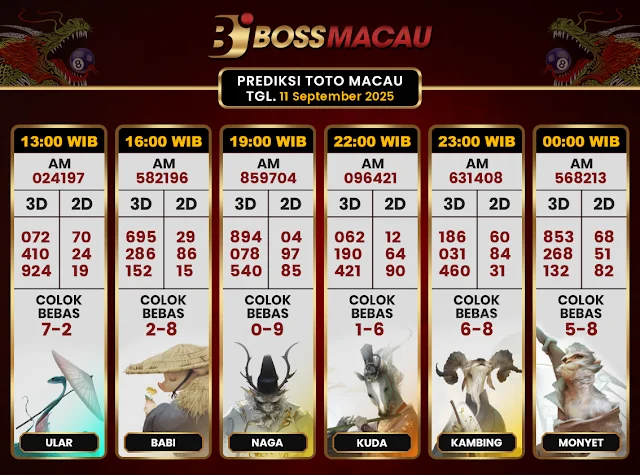 BJ BOSSMACAU
PREDIKSI TOTO MACAU
TGL. 11 September 2025
13:00 WIB
AM
024197
3D 2D
072 70
410 24
924 19
COLOK
BEBAS
7-2
ULAR
16:00 WIB
AM
582196
3D 2D
695 29
286 86
152 15
COLOK
BEBAS
2-8
BABI
19:00 WIB
AM
859704
3D 2D
894 04
078 97
540 85
COLOK
BEBAS
0-9
NAGA
22:00 WIB
AM
096421
3D 2D
062 12
190 64
421 90
COLOK
BEBAS
1-6
KUDA
23:00 WIB
AM
631408
3D 2D
186 60
031 84
460 31
COLOK
BEBAS
6-8
KAMBING
00:00 WIB
AM
568213
3D 2D
853 68
268 51
132 82
COLOK
BEBAS
5-8
MONYET
8
8